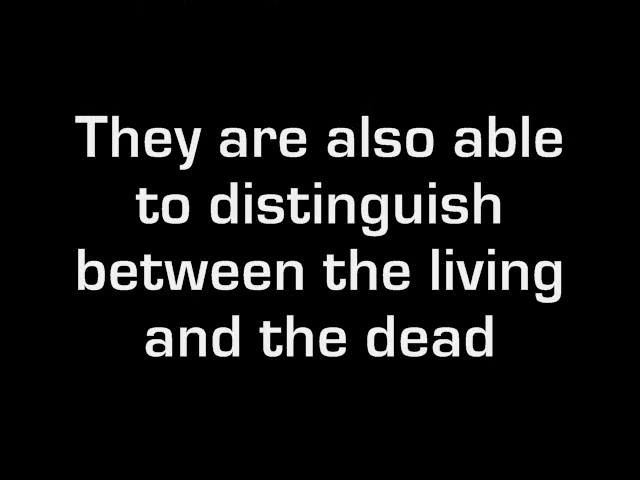 They are also able
to distinguish
between the living
and the dead